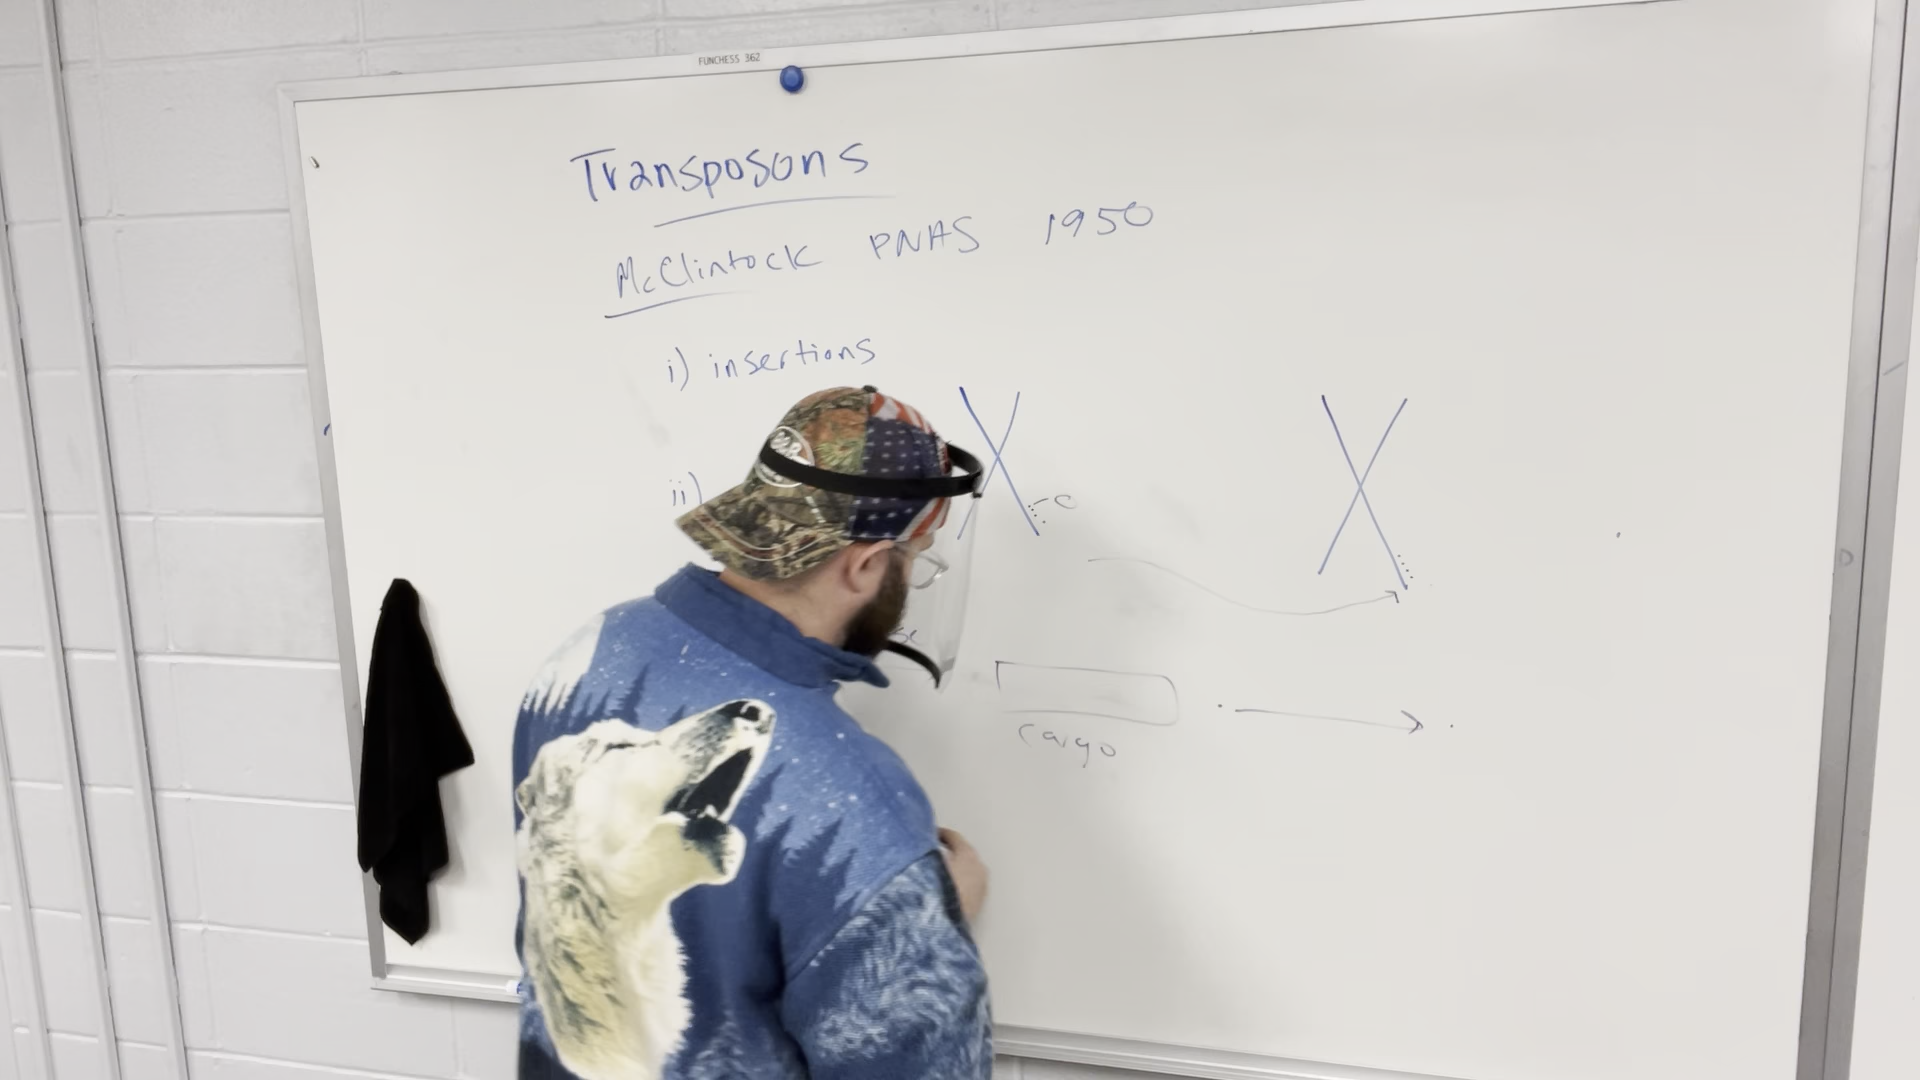 FUNCHESS 362
Transposons
McClintock PNAS 1950
i) insertions
ii)
cargo